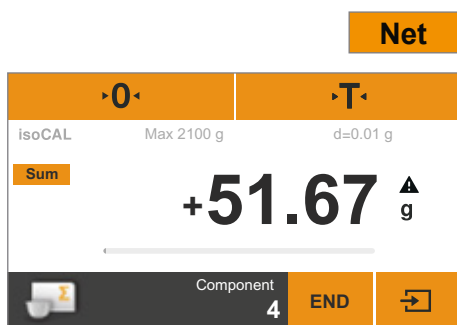 Net
0 T
isoCAL Max 2100 g d=0.01 g
Sum
+51.67 g
Σ
Component
4 END